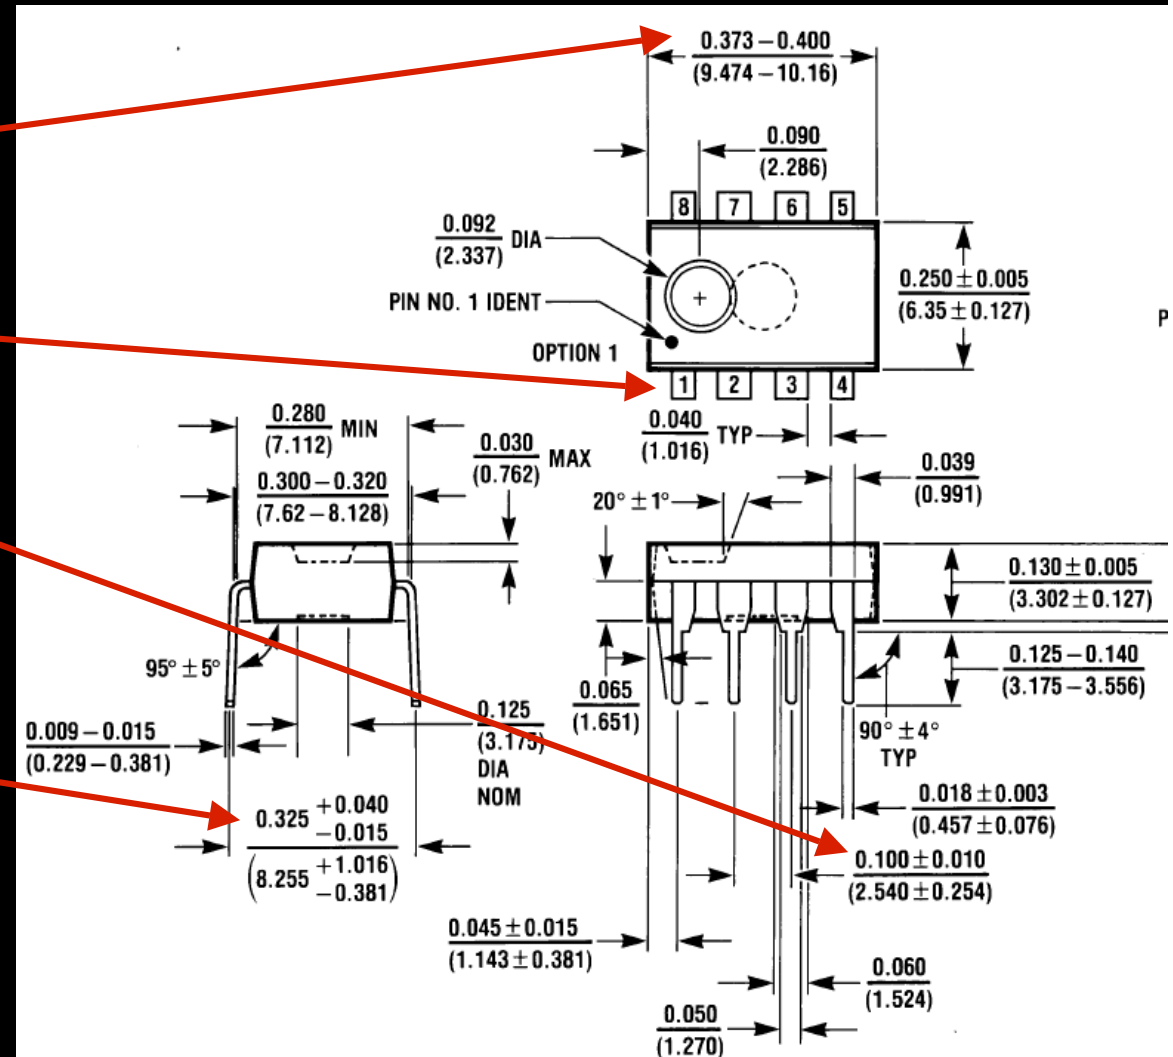 0.373 – 0.400
(9.474 – 10.16)
0.090
(2.286)
8 7 6 5
0.092 DIA
(2.337)
PIN NO. 1 IDENT
0.250 ± 0.005
(6.35 ± 0.127)
P
OPTION 1
1 2 3 4
0.280 MIN
(7.112)
0.040 TYP
(1.016)
0.030 MAX
(0.762)
0.039
(0.991)
0.300 – 0.320
(7.62 – 8.128)
20° ± 1°
0.130 ± 0.005
(3.302 ± 0.127)
95° ± 5°
0.065
(1.651)
0.125 – 0.140
(3.175 – 3.556)
0.009 – 0.015
(0.229 – 0.381)
0.125
(3.175)
DIA
NOM
90° ± 4°
TYP
0.018 ± 0.003
(0.457 ± 0.076)
0.325 +0.040
–0.015
(8.255 +1.016
–0.381)
0.100 ± 0.010
(2.540 ± 0.254)
0.045 ± 0.015
(1.143 ± 0.381)
0.060
(1.524)
0.050
(1.270)